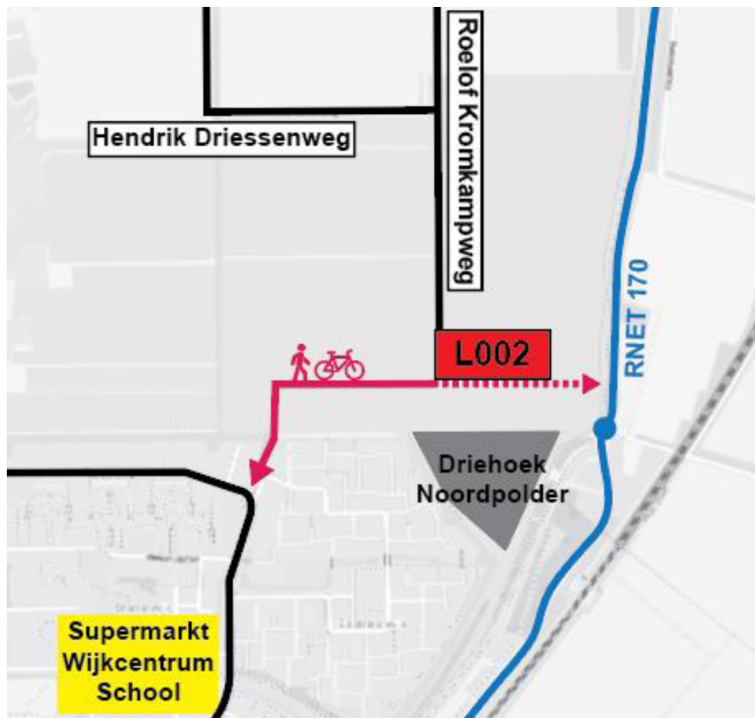 Roelof Kromkampweg
Hendrik Driessenweg
RNET 170
L002
Driehoek
Noordpolder
Supermarkt
Wijkcentrum
School